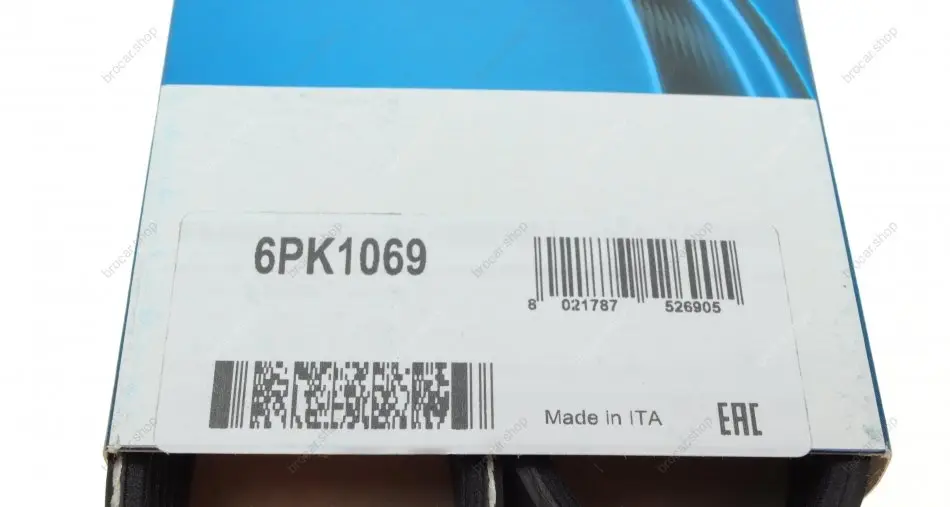 6PK1069
8 021787 526905
Made in ITA
EAC
brocar.shop